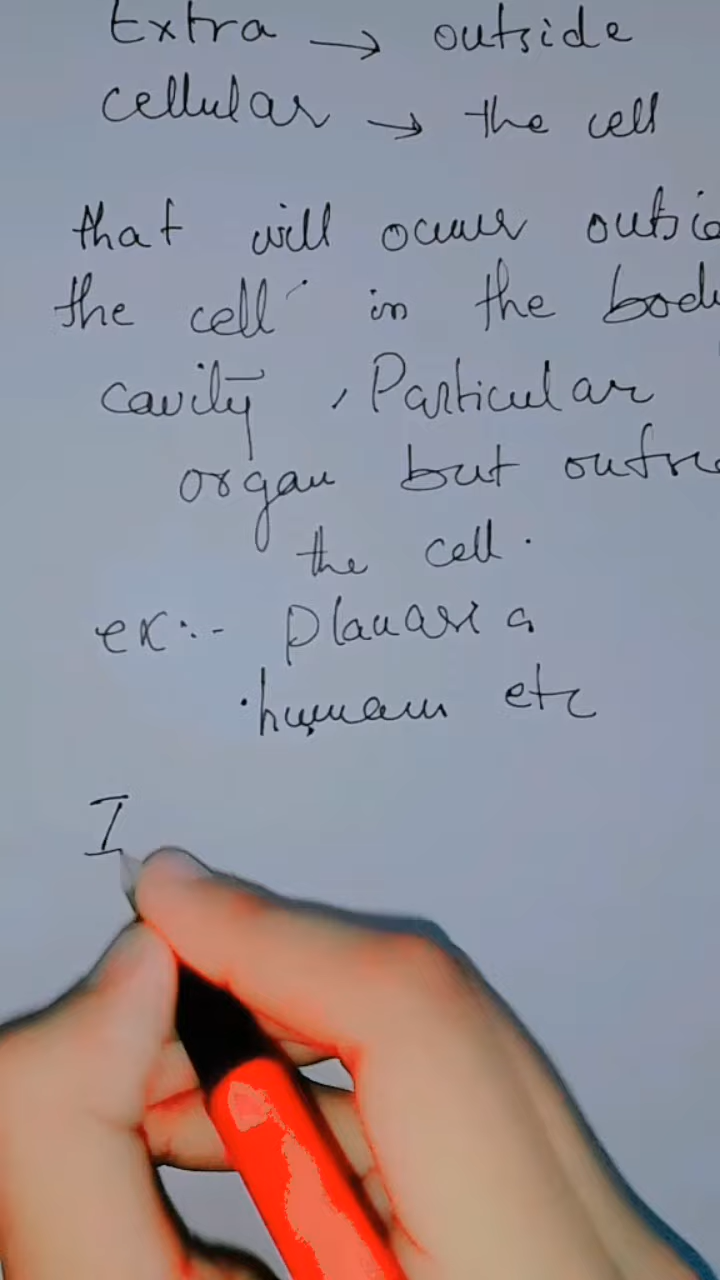 Extra → outside
cellular → the cell
that will occur
the cell in the
cavity, Particular
organ but
the cell.
ex:- planaria
human etc
I